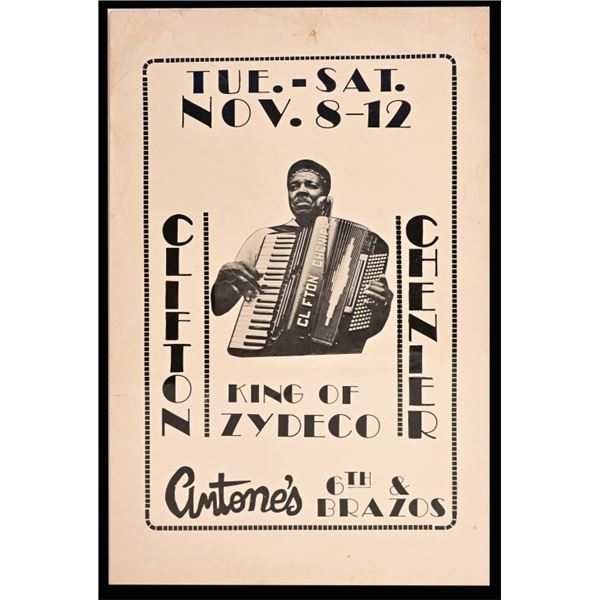 TUE.-SAT.
NOV. 8-12
CLIFTON
CHENIER
CLIFTON CHENIER
KING OF
ZYDECO
Antone's
6TH &
BRAZOS